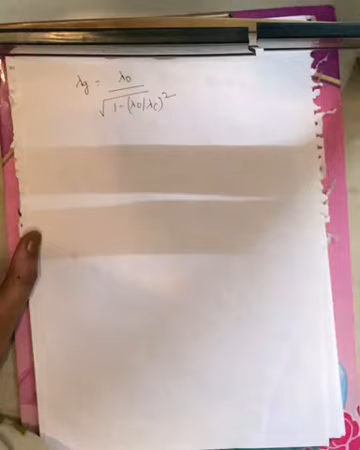 λg = λ0 / √(1-(λ0/λc)²)